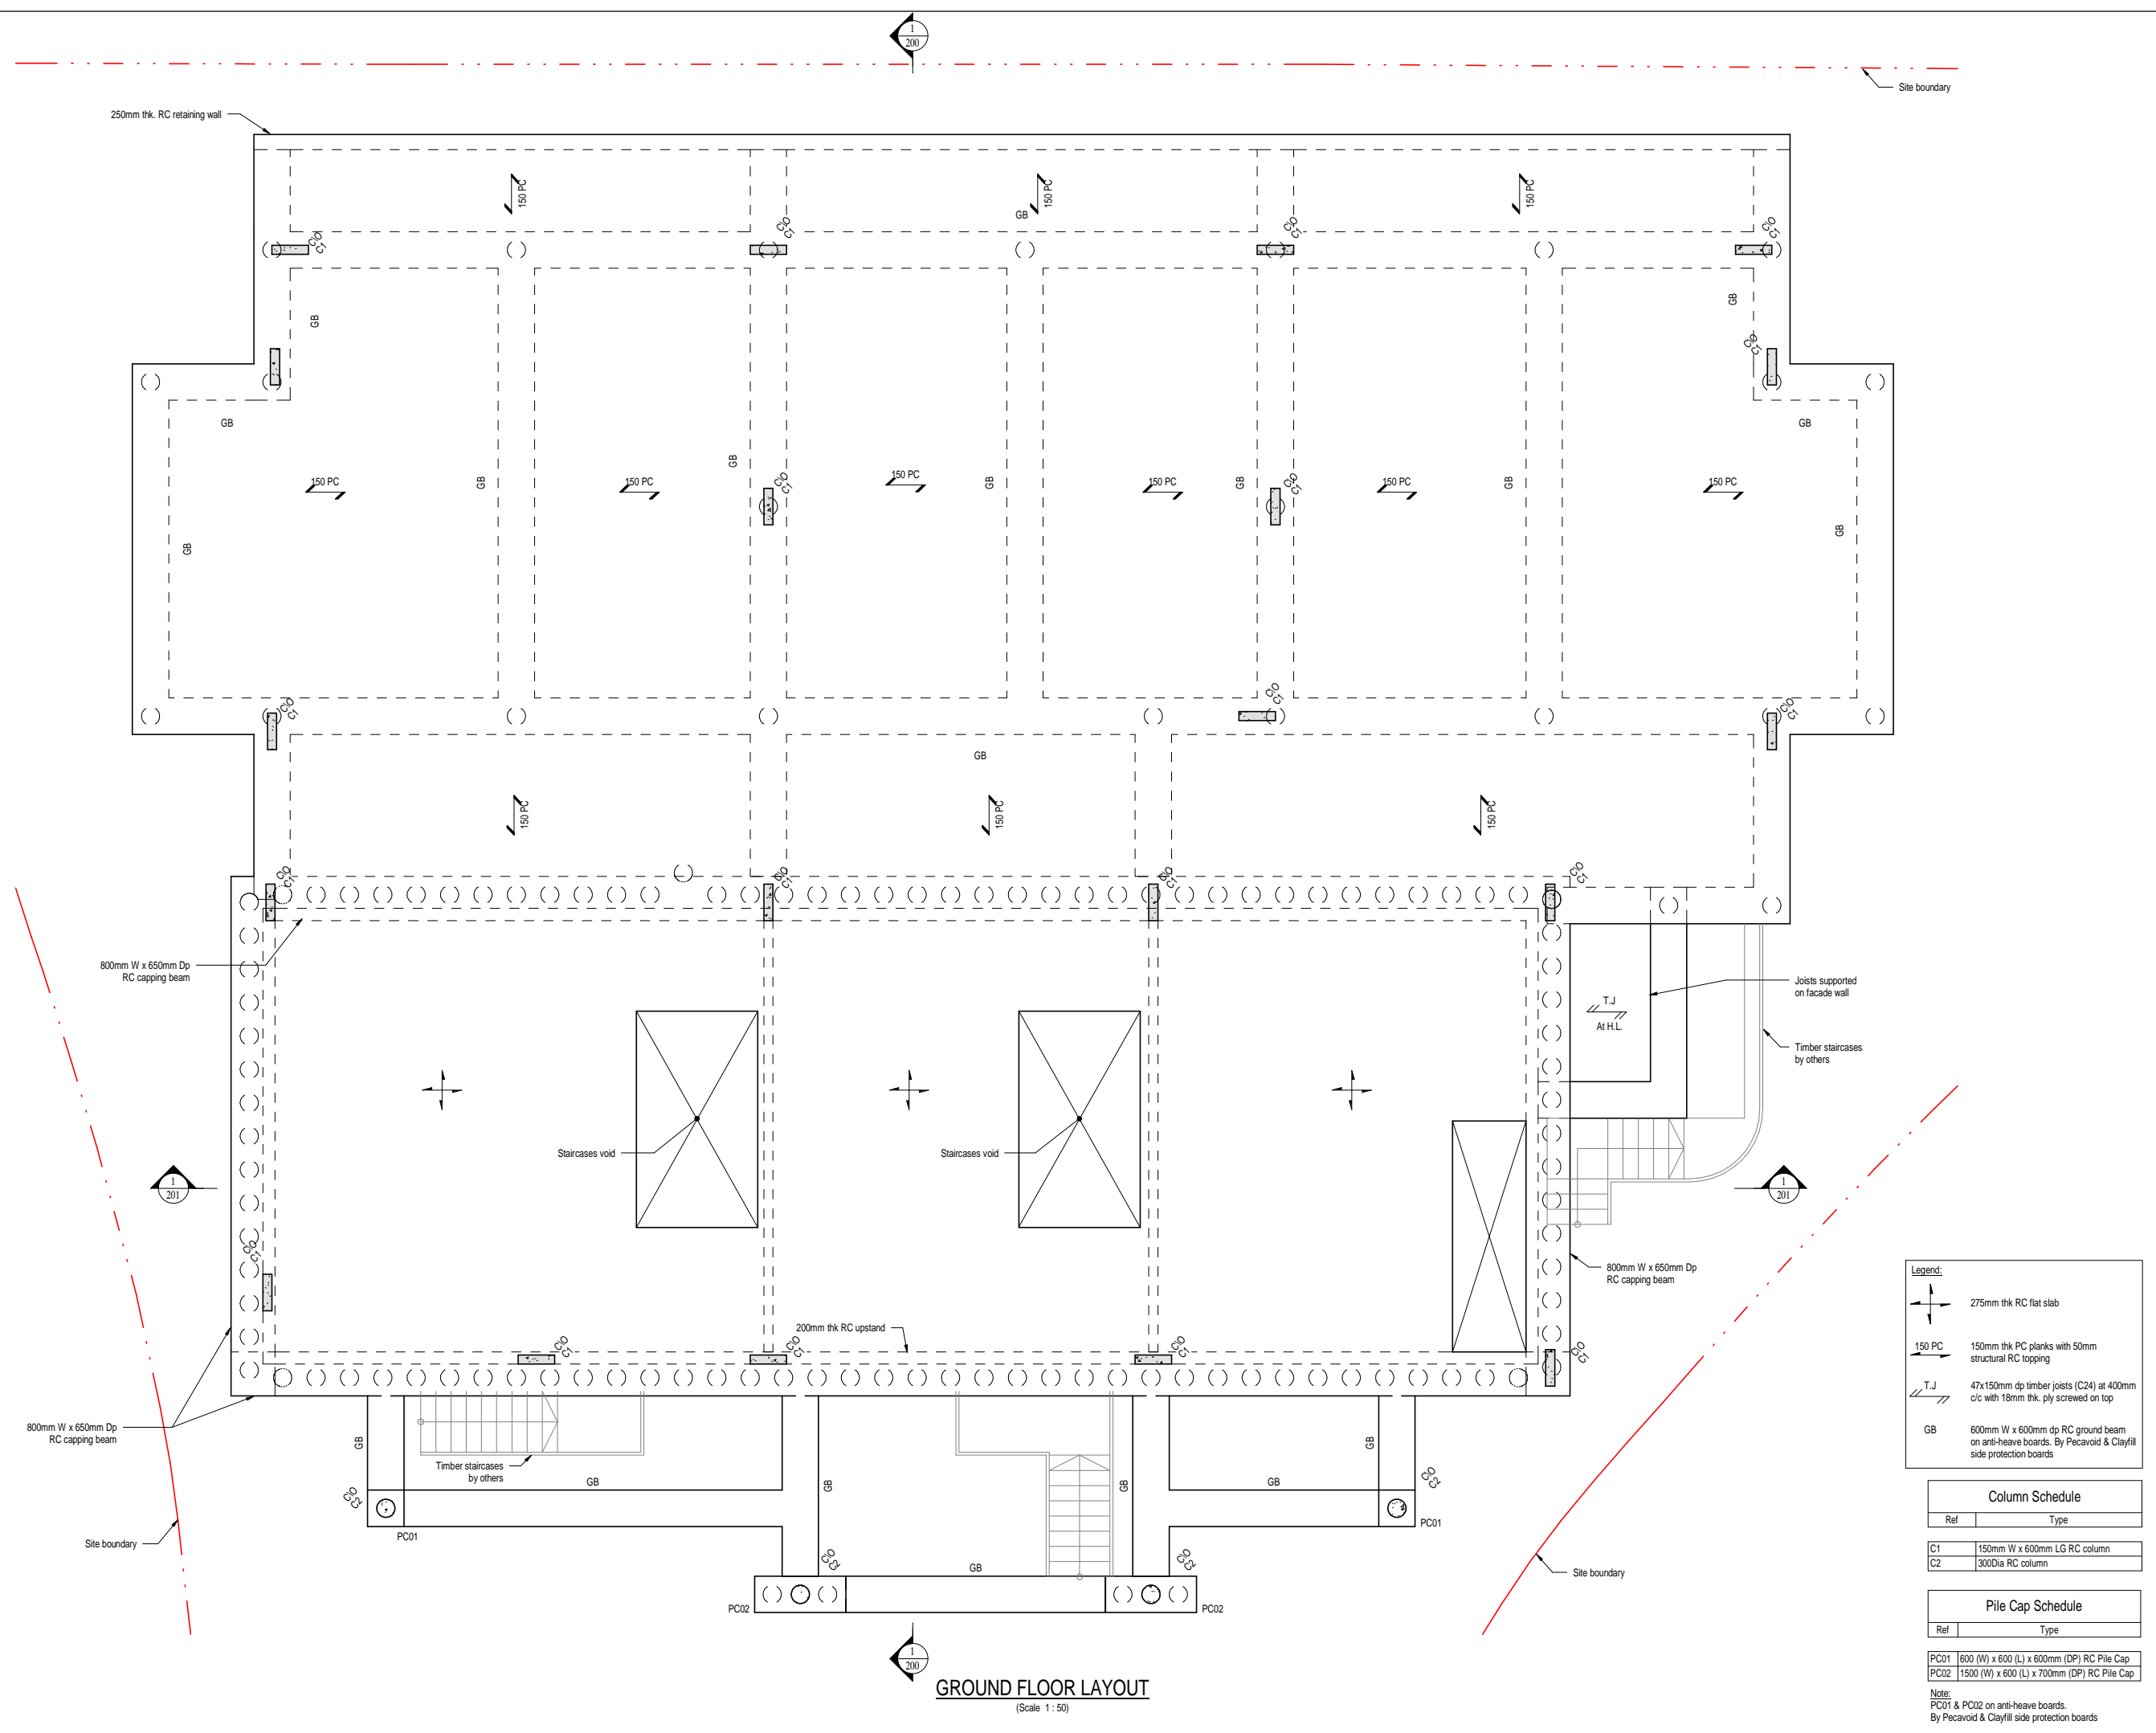 1
200
Site boundary
250mm thk. RC retaining wall
150 PC
150 PC
150 PC
GB
GB
GB
GB
GB
GB
150 PC
150 PC
150 PC
150 PC
150 PC
150 PC
GB
GB
GB
GB
GB
GB
GB
150 PC
150 PC
150 PC
800mm W x 650mm Dp
RC capping beam
Joists supported
on facade wall
T.J
At H.L.
Timber staircases
by others
Staircases void
Staircases void
1
201
1
201
800mm W x 650mm Dp
RC capping beam
200mm thk RC upstand
800mm W x 650mm Dp
RC capping beam
GB
GB
Timber staircases
by others
GB
GB
GB
GB
PC01
PC01
Site boundary
GB
Site boundary
PC02
PC02
1
200
GROUND FLOOR LAYOUT
(Scale 1 : 50)
Legend:
275mm thk RC flat slab
150 PC
150mm thk PC planks with 50mm
structural RC topping
T.J
47x150mm dp timber joists (C24) at 400mm
c/c with 18mm thk. ply screwed on top
GB
600mm W x 600mm dp RC ground beam
on anti-heave boards. By Pecavoid & Clayfill
side protection boards
Column Schedule
Ref Type
C1 150mm W x 600mm LG RC column
C2 300Dia RC column
Pile Cap Schedule
Ref Type
PC01 600 (W) x 600 (L) x 600mm (DP) RC Pile Cap
PC02 1500 (W) x 600 (L) x 700mm (DP) RC Pile Cap
Note:
PC01 & PC02 on anti-heave boards.
By Pecavoid & Clayfill side protection boards